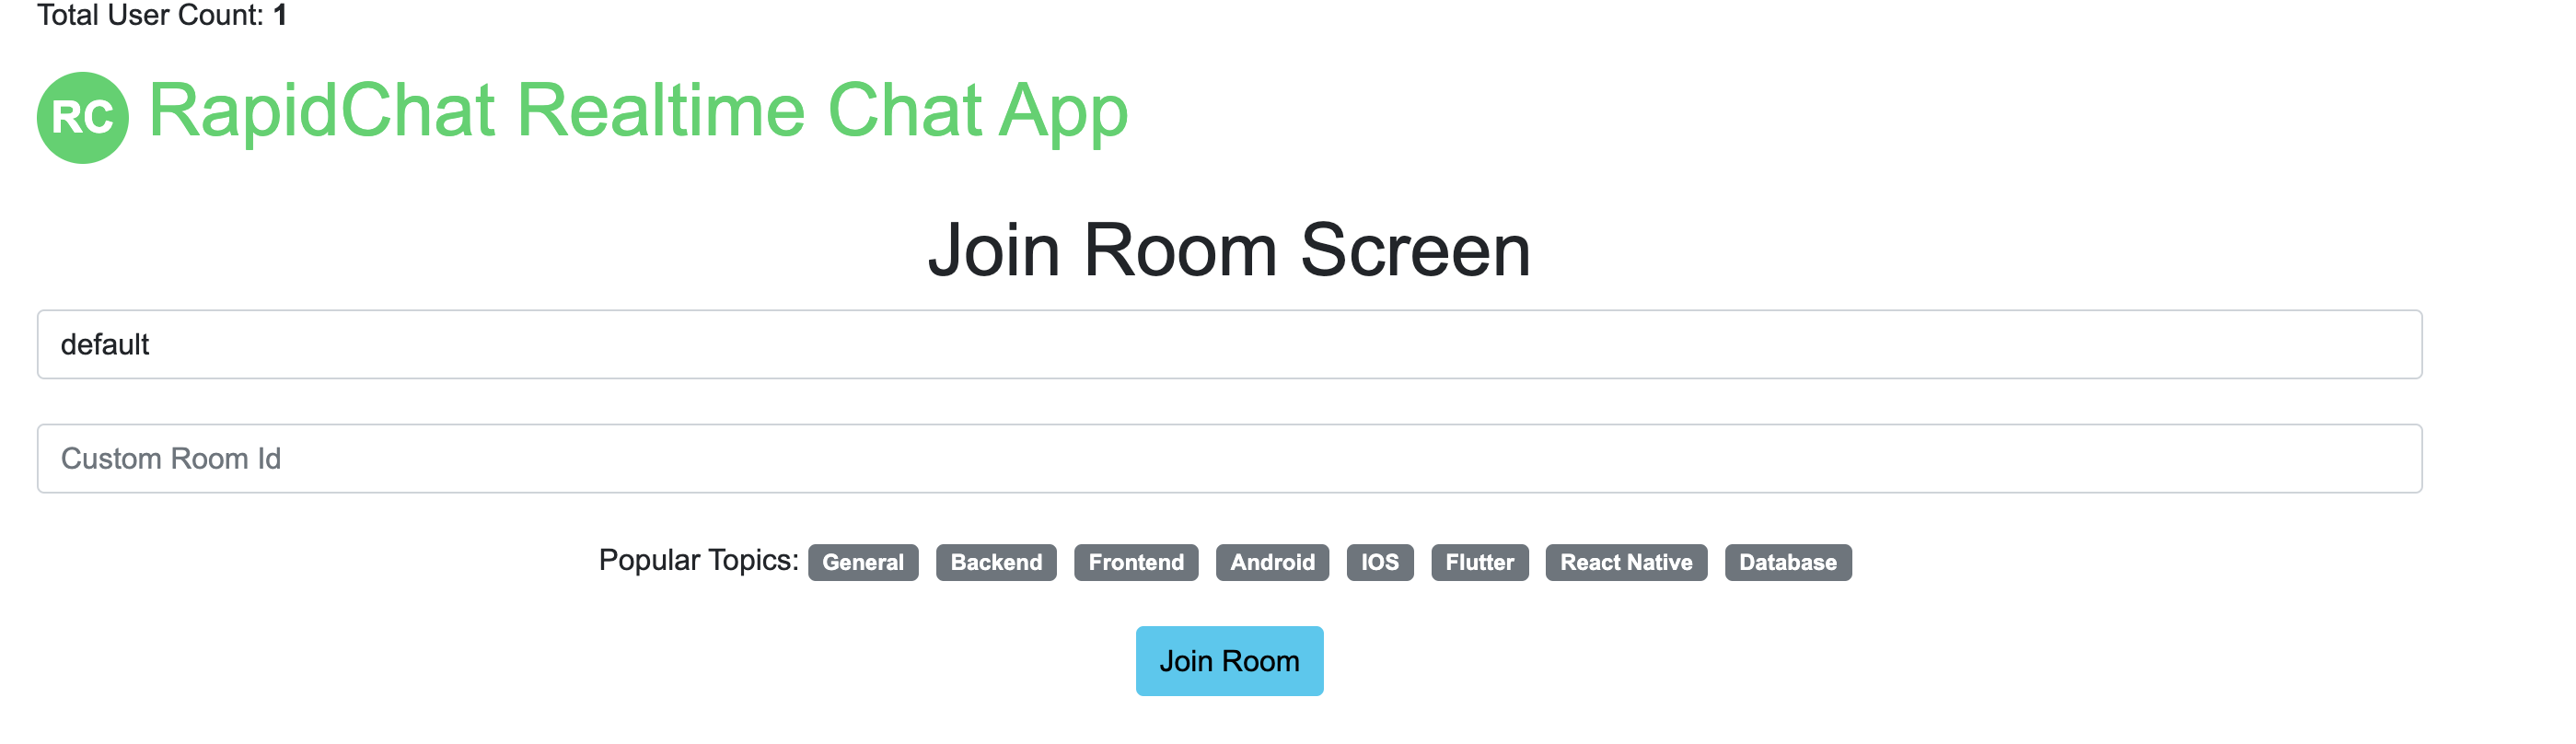 Total User Count: 1
RC RapidChat Realtime Chat App
Join Room Screen
default
Custom Room Id
Popular Topics: General Backend Frontend Android IOS Flutter React Native Database
Join Room